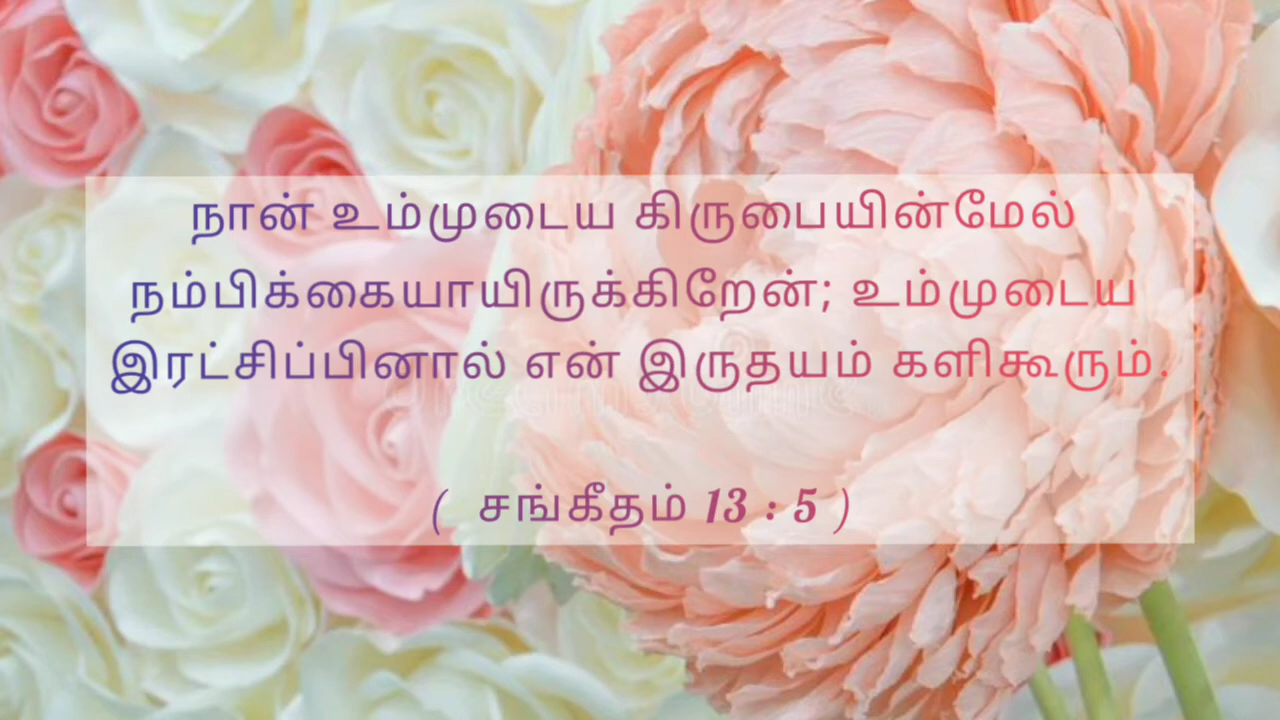 நான் உம்முடைய கிருபையின்மேல்
நம்பிக்கையாயிருக்கிறேன்; உம்முடைய
இரட்சிப்பினால் என் இருதயம் களிகூரும்.
( சங்கீதம் 13 : 5 )